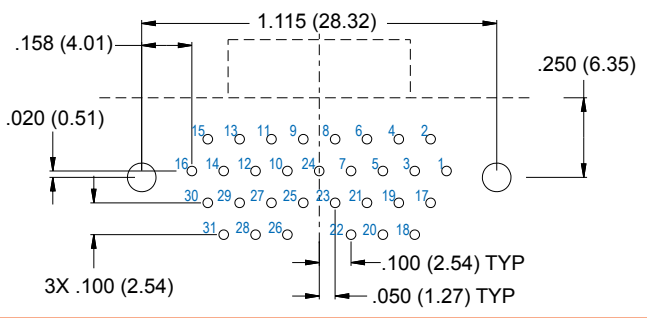 1.115 (28.32)
.158 (4.01)
.250 (6.35)
.020 (0.51)
15 13 11 9 8 6 4 2
16 14 12 10 24 7 5 3 1
30 29 27 25 23 21 19 17
31 28 26 22 20 18
.100 (2.54) TYP
3X .100 (2.54)
.050 (1.27) TYP